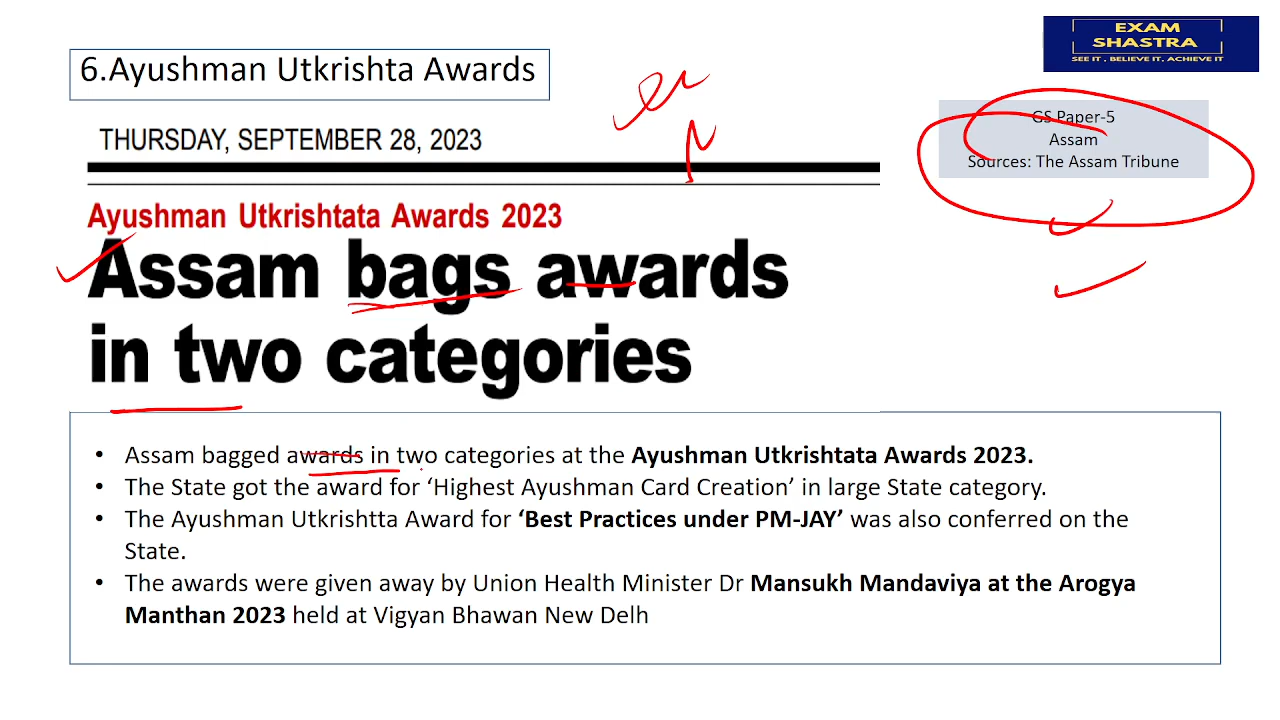 EXAM
SHASTRA
SEE IT , BELIEVE IT, ACHIEVE IT
6.Ayushman Utkrishta Awards
GS Paper-5
Assam
Sources: The Assam Tribune
THURSDAY, SEPTEMBER 28, 2023
Ayushman Utkrishtata Awards 2023
Assam bags awards
in two categories
• Assam bagged awards in two categories at the Ayushman Utkrishtata Awards 2023.
• The State got the award for ‘Highest Ayushman Card Creation’ in large State category.
• The Ayushman Utkrishtta Award for ‘Best Practices under PM-JAY’ was also conferred on the
State.
• The awards were given away by Union Health Minister Dr Mansukh Mandaviya at the Arogya
Manthan 2023 held at Vigyan Bhawan New Delh